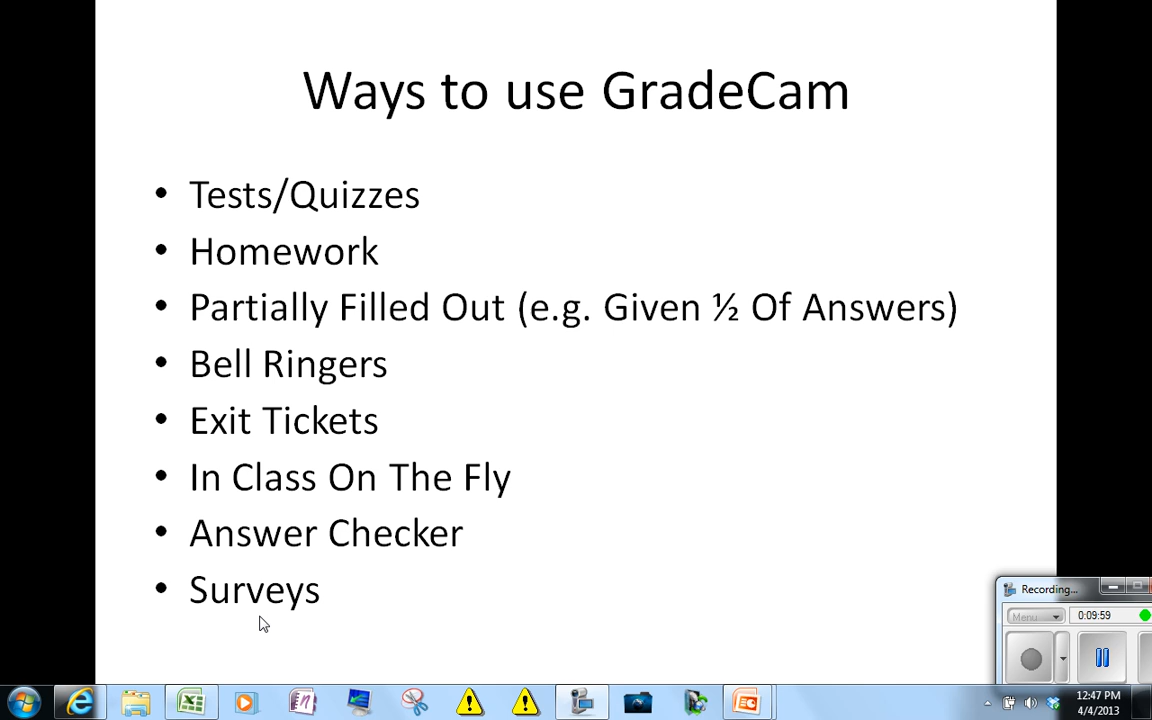 Ways to use GradeCam
• Tests/Quizzes
• Homework
• Partially Filled Out (e.g. Given ½ Of Answers)
• Bell Ringers
• Exit Tickets
• In Class On The Fly
• Answer Checker
• Surveys
Recording...
Menu
0:09:59
12:47 PM
4/4/2013